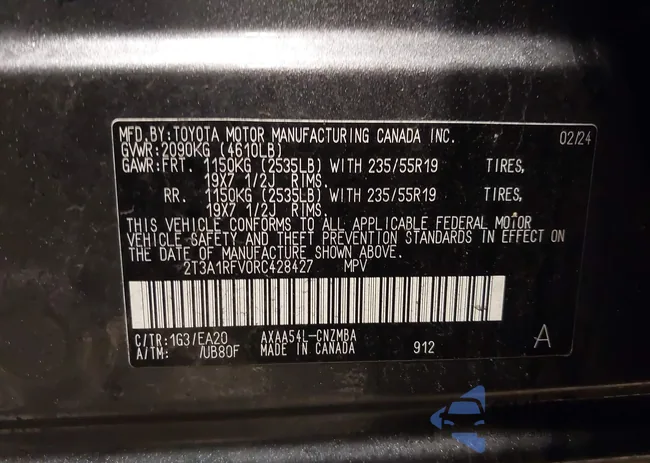 MFD.BY:TOYOTA MOTOR MANUFACTURING CANADA INC. 02/24
GVWR:2090KG (4610LB)
GAWR:FRT. 1150KG (2535LB) WITH 235/55R19 TIRES,
19X7 1/2J RIMS.
RR. 1150KG (2535LB) WITH 235/55R19 TIRES,
19X7 1/2J RIMS.
THIS VEHICLE CONFORMS TO ALL APPLICABLE FEDERAL MOTOR
VEHICLE SAFETY AND THEFT PREVENTION STANDARDS IN EFFECT ON
THE DATE OF MANUFACTURE SHOWN ABOVE.
2T3A1RFV0RC428427 MPV
C/TR:1G3/EA20 AXAA54L-CNZMBA
A/TM: /UB80F MADE IN CANADA 912 A